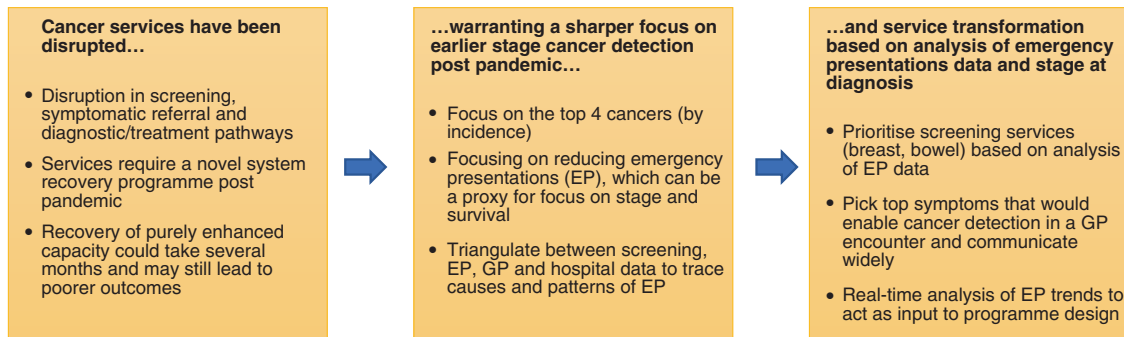 Cancer services have been
disrupted…
• Disruption in screening,
symptomatic referral and
diagnostic/treatment pathways
• Services require a novel system
recovery programme post
pandemic
• Recovery of purely enhanced
capacity could take several
months and may still lead to
poorer outcomes
…warranting a sharper focus on
earlier stage cancer detection
post pandemic…
• Focus on the top 4 cancers (by
incidence)
• Focusing on reducing emergency
presentations (EP), which can be
a proxy for focus on stage and
survival
• Triangulate between screening,
EP, GP and hospital data to trace
causes and patterns of EP
…and service transformation
based on analysis of emergency
presentations data and stage at
diagnosis
• Prioritise screening services
(breast, bowel) based on analysis
of EP data
• Pick top symptoms that would
enable cancer detection in a GP
encounter and communicate
widely
• Real-time analysis of EP trends to
act as input to programme design